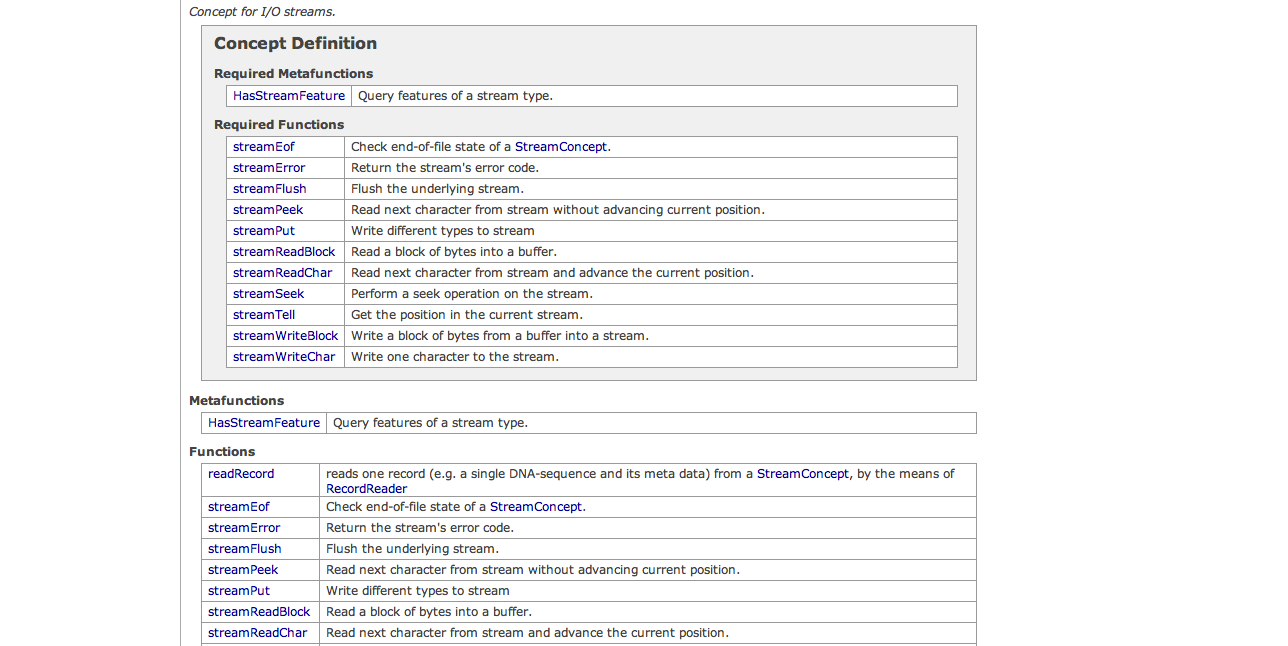 Concept for I/O streams.
Concept Definition
Required Metafunctions
HasStreamFeature Query features of a stream type.
Required Functions
streamEof Check end-of-file state of a StreamConcept.
streamError Return the stream's error code.
streamFlush Flush the underlying stream.
streamPeek Read next character from stream without advancing current position.
streamPut Write different types to stream
streamReadBlock Read a block of bytes into a buffer.
streamReadChar Read next character from stream and advance the current position.
streamSeek Perform a seek operation on the stream.
streamTell Get the position in the current stream.
streamWriteBlock Write a block of bytes from a buffer into a stream.
streamWriteChar Write one character to the stream.
Metafunctions
HasStreamFeature Query features of a stream type.
Functions
readRecord reads one record (e.g. a single DNA-sequence and its meta data) from a StreamConcept, by the means of
RecordReader
streamEof Check end-of-file state of a StreamConcept.
streamError Return the stream's error code.
streamFlush Flush the underlying stream.
streamPeek Read next character from stream without advancing current position.
streamPut Write different types to stream
streamReadBlock Read a block of bytes into a buffer.
streamReadChar Read next character from stream and advance the current position.